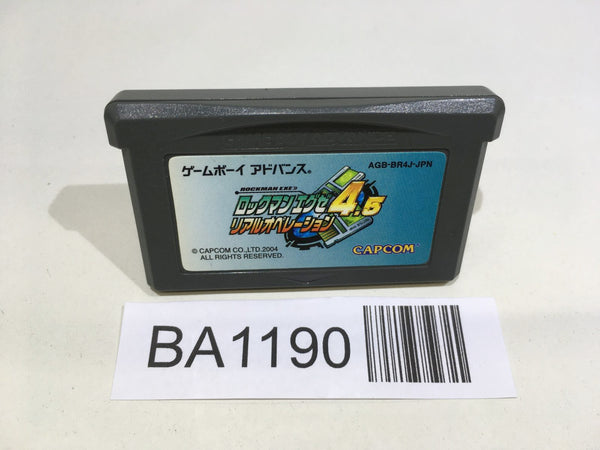 ゲームボーイ アドバンス®
AGB-BR4J-JPN
ROCKMAN EXE
ロックマン エグゼ 4.5
リアルオペレーション
© CAPCOM CO.,LTD.2004
ALL RIGHTS RESERVED.
CAPCOM
BA1190